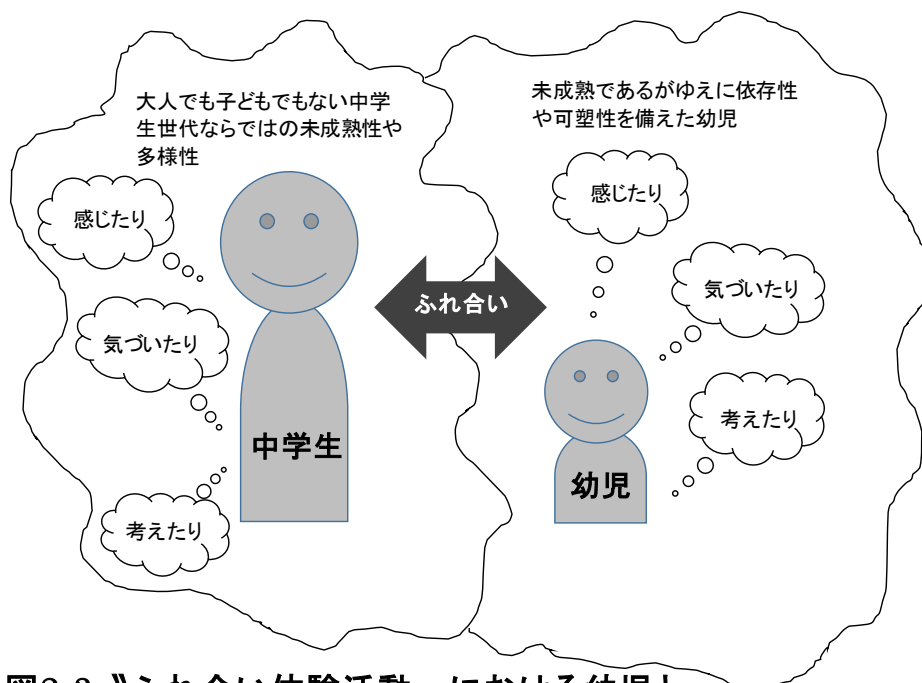 大人でも子どもでもない中学
生世代ならではの未成熟性や
多様性
未成熟であるがゆえに依存性
や可塑性を備えた幼児
感じたり
気づいたり
考えたり
中学生
ふれ合い
感じたり
気づいたり
考えたり
幼児